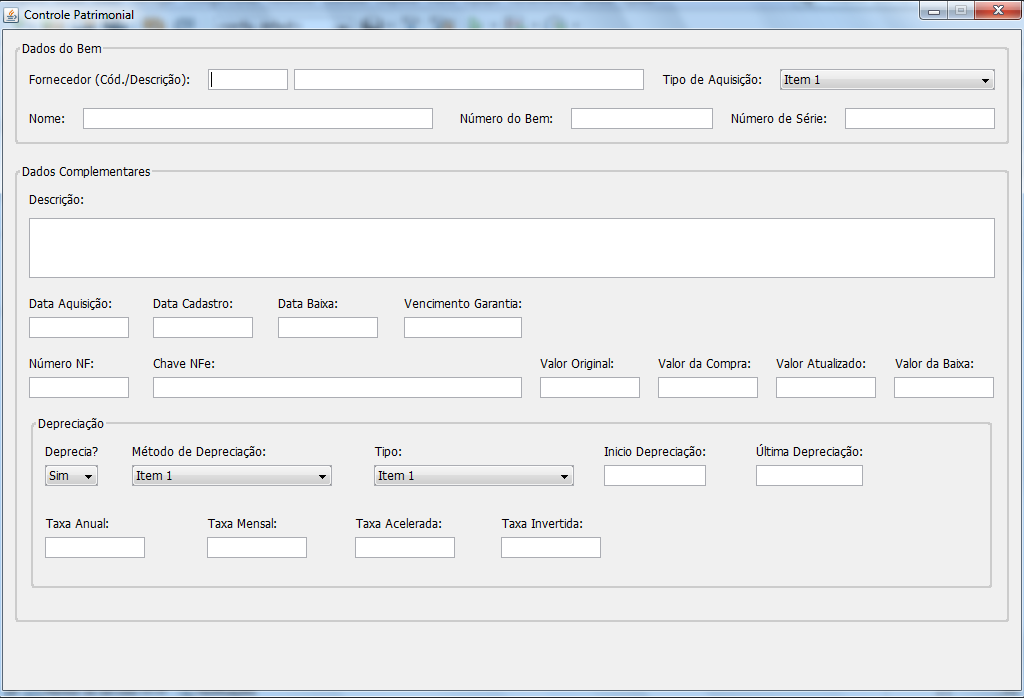 Controle Patrimonial
Dados do Bem
Fornecedor (Cód./Descrição): Tipo de Aquisição: Item 1
Nome: Número do Bem: Número de Série:
Dados Complementares
Descrição:
Data Aquisição: Data Cadastro: Data Baixa: Vencimento Garantia:
Número NF: Chave NFe: Valor Original: Valor da Compra: Valor Atualizado: Valor da Baixa:
Depreciação
Deprecia? Método de Depreciação: Tipo: Inicio Depreciação: Última Depreciação:
Sim Item 1 Item 1
Taxa Anual: Taxa Mensal: Taxa Acelerada: Taxa Invertida: